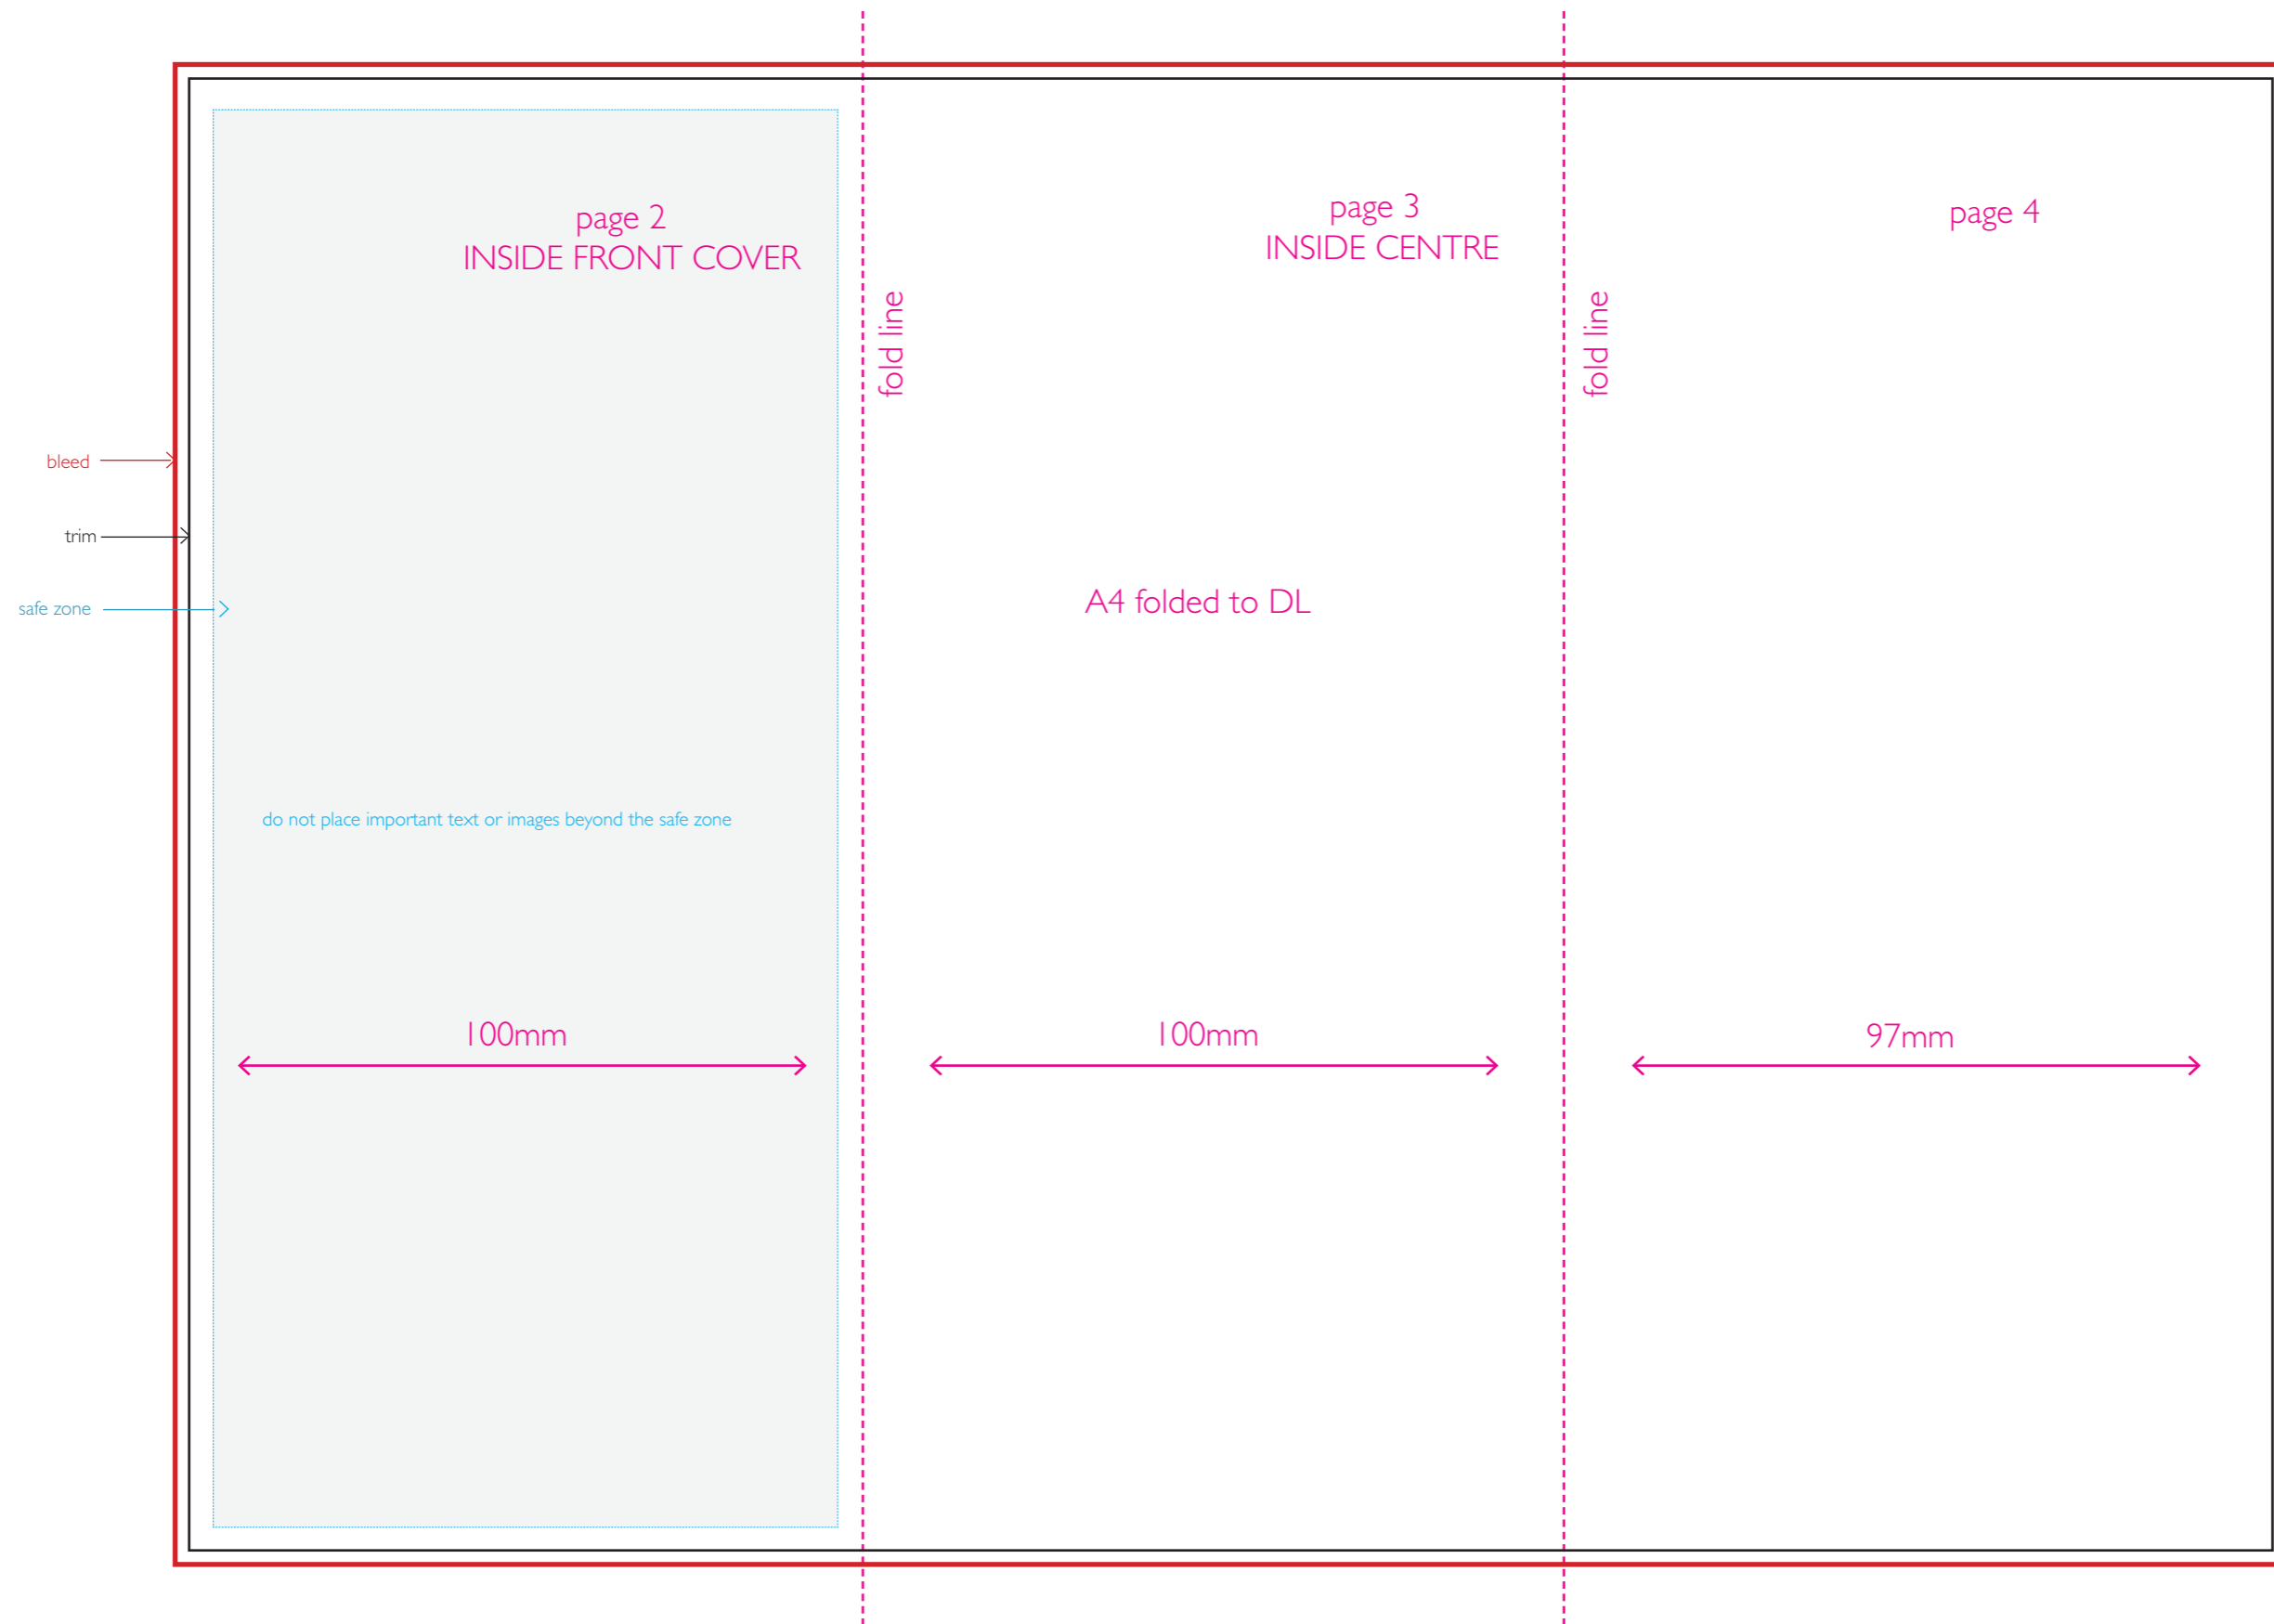 page 2
INSIDE FRONT COVER
page 3
INSIDE CENTRE
page 4
fold line
fold line
bleed
trim
safe zone
A4 folded to DL
do not place important text or images beyond the safe zone
100mm
100mm
97mm